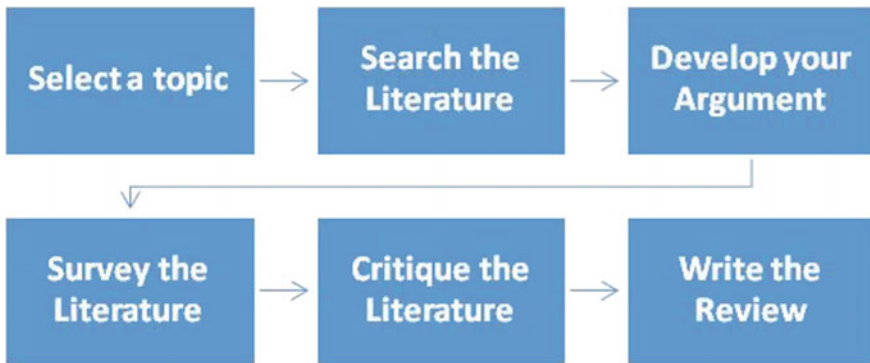 Select a topic
Search the
Literature
Develop your
Argument
Survey the
Literature
Critique the
Literature
Write the
Review